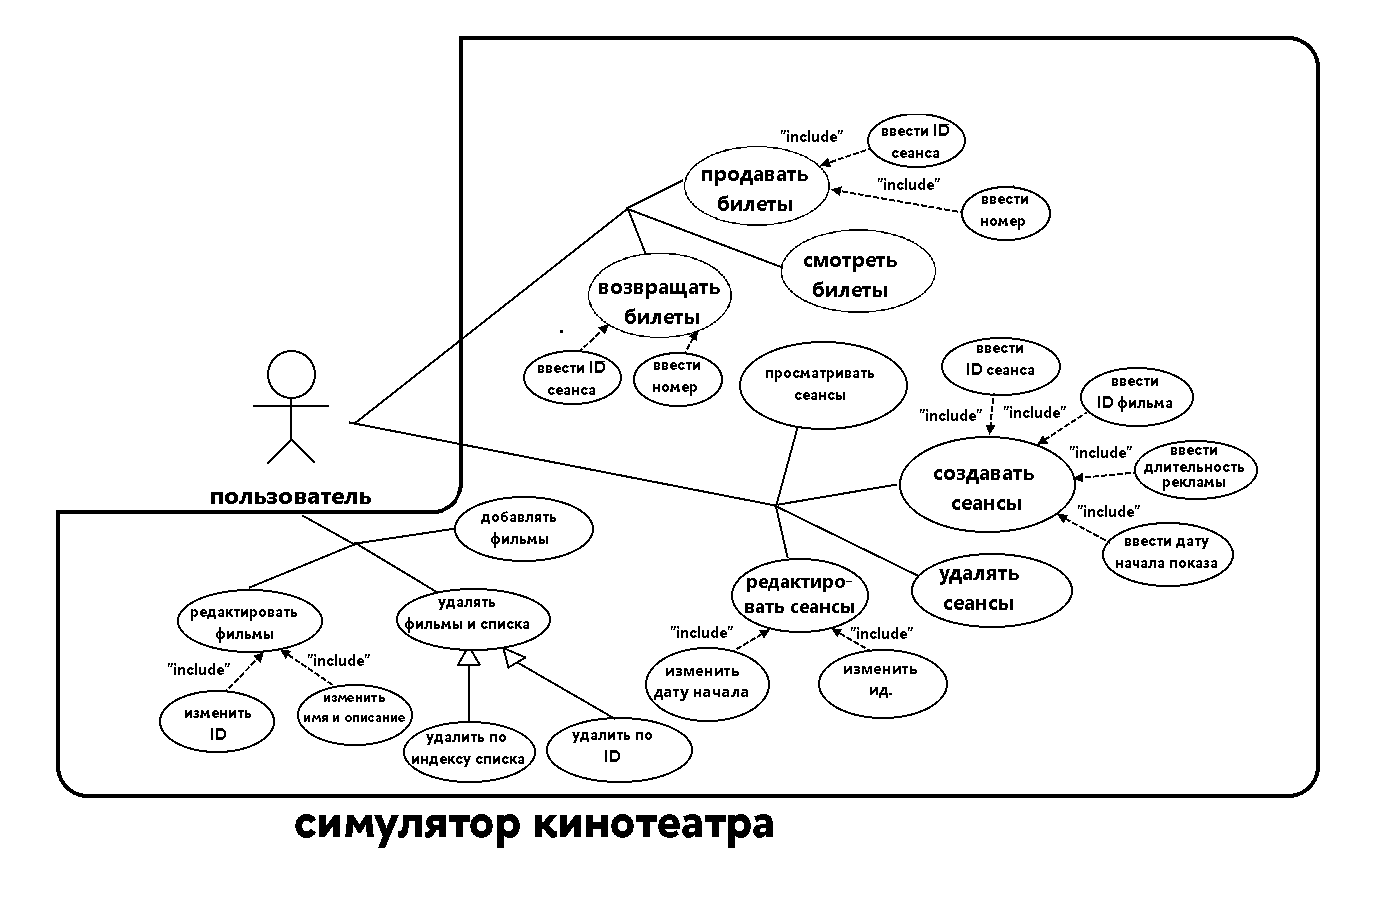 "include"
ввести ID
сеанса
продавать
билеты
"include"
ввести
номер
смотреть
билеты
возвращать
билеты
ввести ID
сеанса
ввести
номер
просматривать
сеансы
ввести
ID сеанса
ввести
ID фильма
"include"
"include"
создавать
сеансы
"include"
ввести
длительность
рекламы
"include"
ввести дату
начала показа
пользователь
добавлять
фильмы
редактировать
фильмы
удалять
фильмы и списка
редактиро-
вать сеансы
удалять
сеансы
"include"
"include"
изменить
ID
изменить
имя и описание
удалить по
индексу списка
удалить по
ID
"include"
"include"
изменить
дату начала
изменить
ид.
симулятор кинотеатра